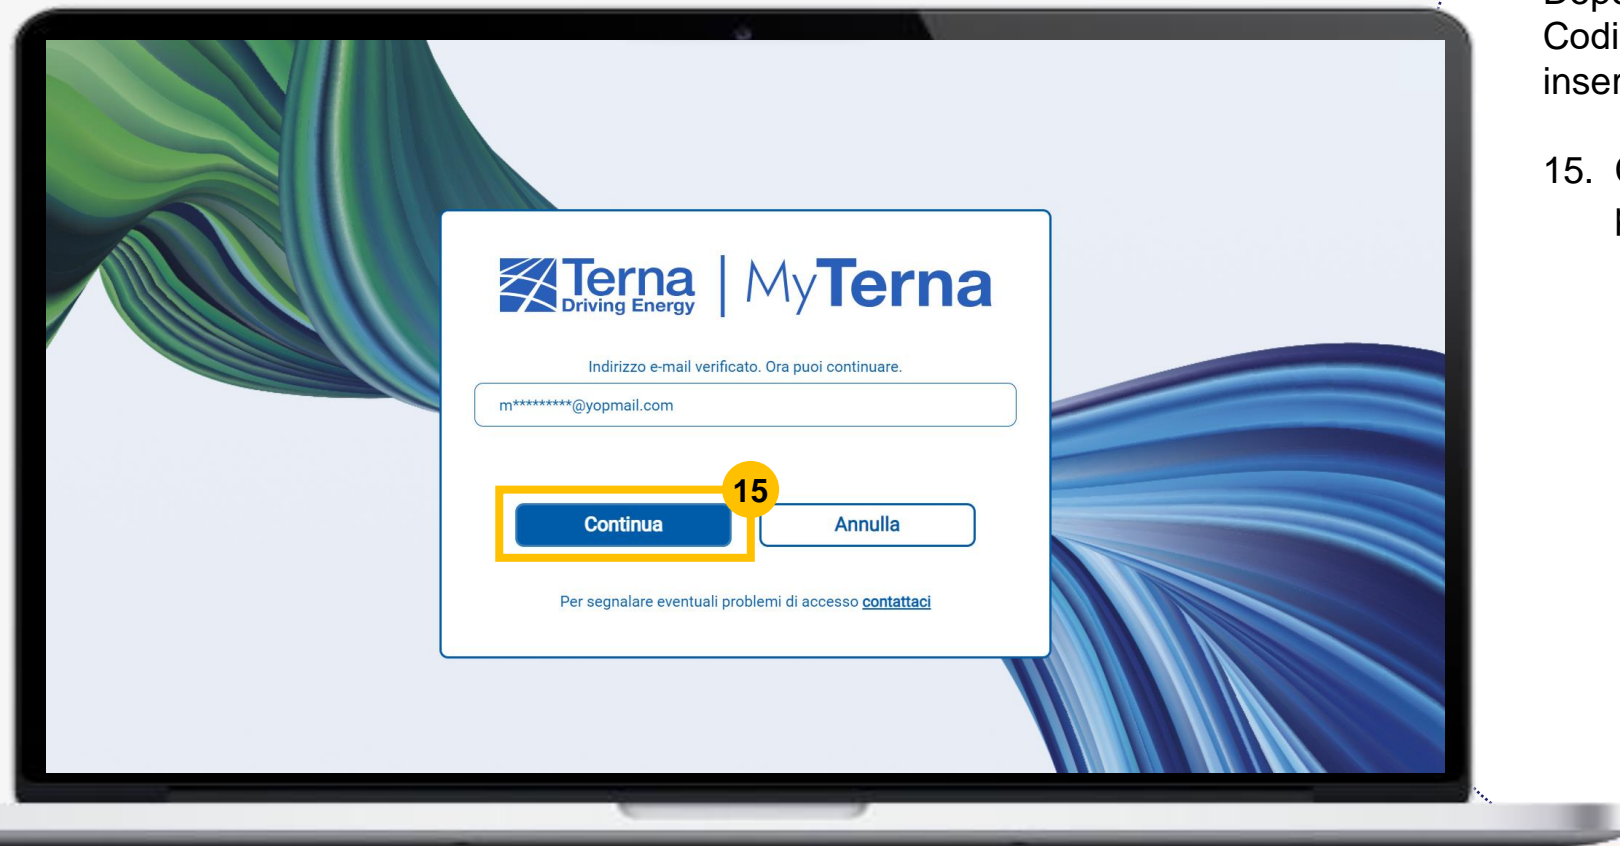 Codi
inser
15.
Terna
Driving Energy
MyTerna
Indirizzo e-mail verificato. Ora puoi continuare.
m*********@yopmail.com
15
Continua
Annulla
Per segnalare eventuali problemi di accesso contattaci